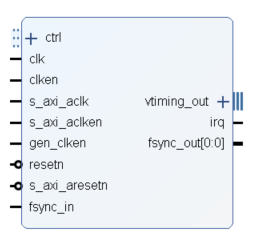 ctrl
clk
clken
s_axi_aclk
vtiming_out
s_axi_aclken
irq
gen_clken
fsync_out[0:0]
resetn
s_axi_aresetn
fsync_in